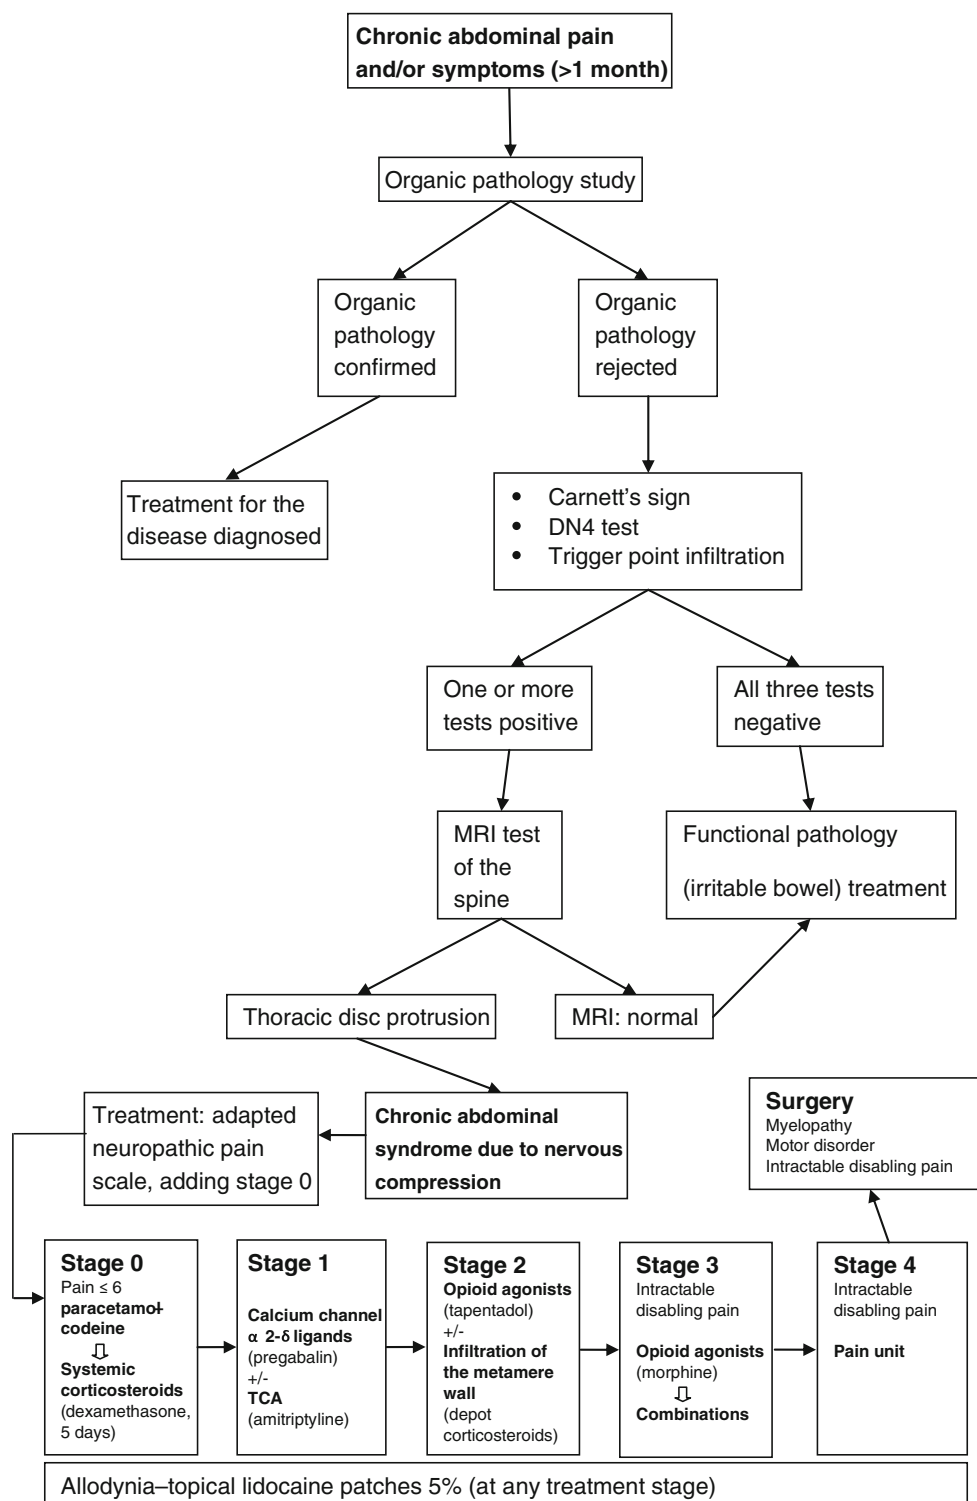 Chronic abdominal pain
and/or symptoms (>1 month)
Organic pathology study
Organic
pathology
confirmed
Organic
pathology
rejected
Treatment for the
disease diagnosed
• Carnett's sign
• DN4 test
• Trigger point infiltration
One or more
tests positive
All three tests
negative
MRI test
of the
spine
Functional pathology
(irritable bowel) treatment
Thoracic disc protrusion
MRI: normal
Treatment: adapted
neuropathic pain
scale, adding stage 0
Chronic abdominal
syndrome due to nervous
compression
Surgery
Myelopathy
Motor disorder
Intractable disabling pain
Stage 0
Pain ≤ 6
paracetamol+
codeine
⇩
Systemic
corticosteroids
(dexamethasone,
5 days)
Stage 1
Calcium channel
α 2-δ ligands
(pregabalin)
+/-
TCA
(amitriptyline)
Stage 2
Opioid agonists
(tapentadol)
+/-
Infiltration of
the metamere
wall
(depot
corticosteroids)
Stage 3
Intractable
disabling pain
Opioid agonists
(morphine)
⇩
Combinations
Stage 4
Intractable
disabling pain
Pain unit
Allodynia–topical lidocaine patches 5% (at any treatment stage)